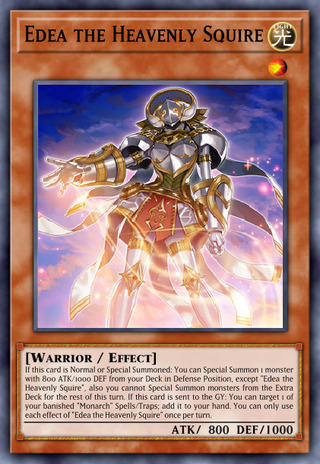 Edea the Heavenly Squire
LIGHT
光
[Warrior / Effect]
If this card is Normal or Special Summoned: You can Special Summon 1 monster
with 800 ATK/1000 DEF from your Deck in Defense Position, except "Edea the
Heavenly Squire", also you cannot Special Summon monsters from the Extra
Deck for the rest of this turn. If this card is sent to the GY: You can target 1 of
your banished "Monarch" Spells/Traps; add it to your hand. You can only use
each effect of "Edea the Heavenly Squire" once per turn.
ATK/ 800 DEF/1000